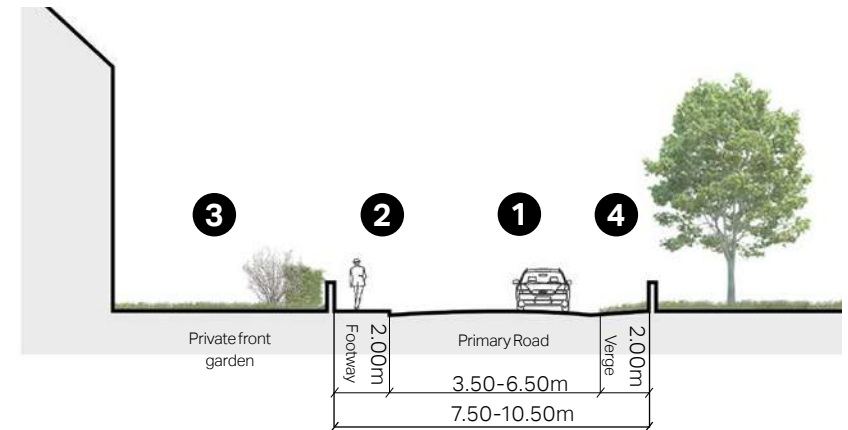 3
2
1
4
Private front
garden
Footway
2.00m
Primary Road
Verge
2.00m
3.50-6.50m
7.50-10.50m